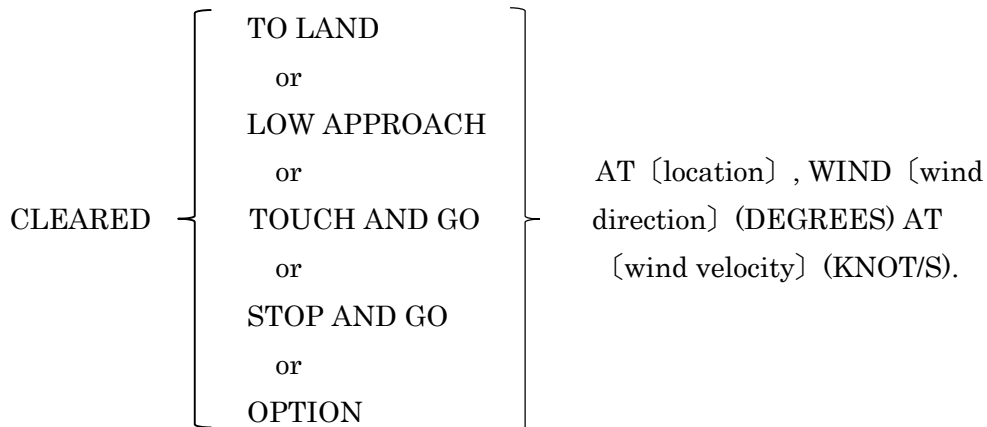 CLEARED
TO LAND
or
LOW APPROACH
or
TOUCH AND GO
or
STOP AND GO
or
OPTION
AT〔location〕, WIND〔wind
direction〕(DEGREES) AT
〔wind velocity〕(KNOT/S).